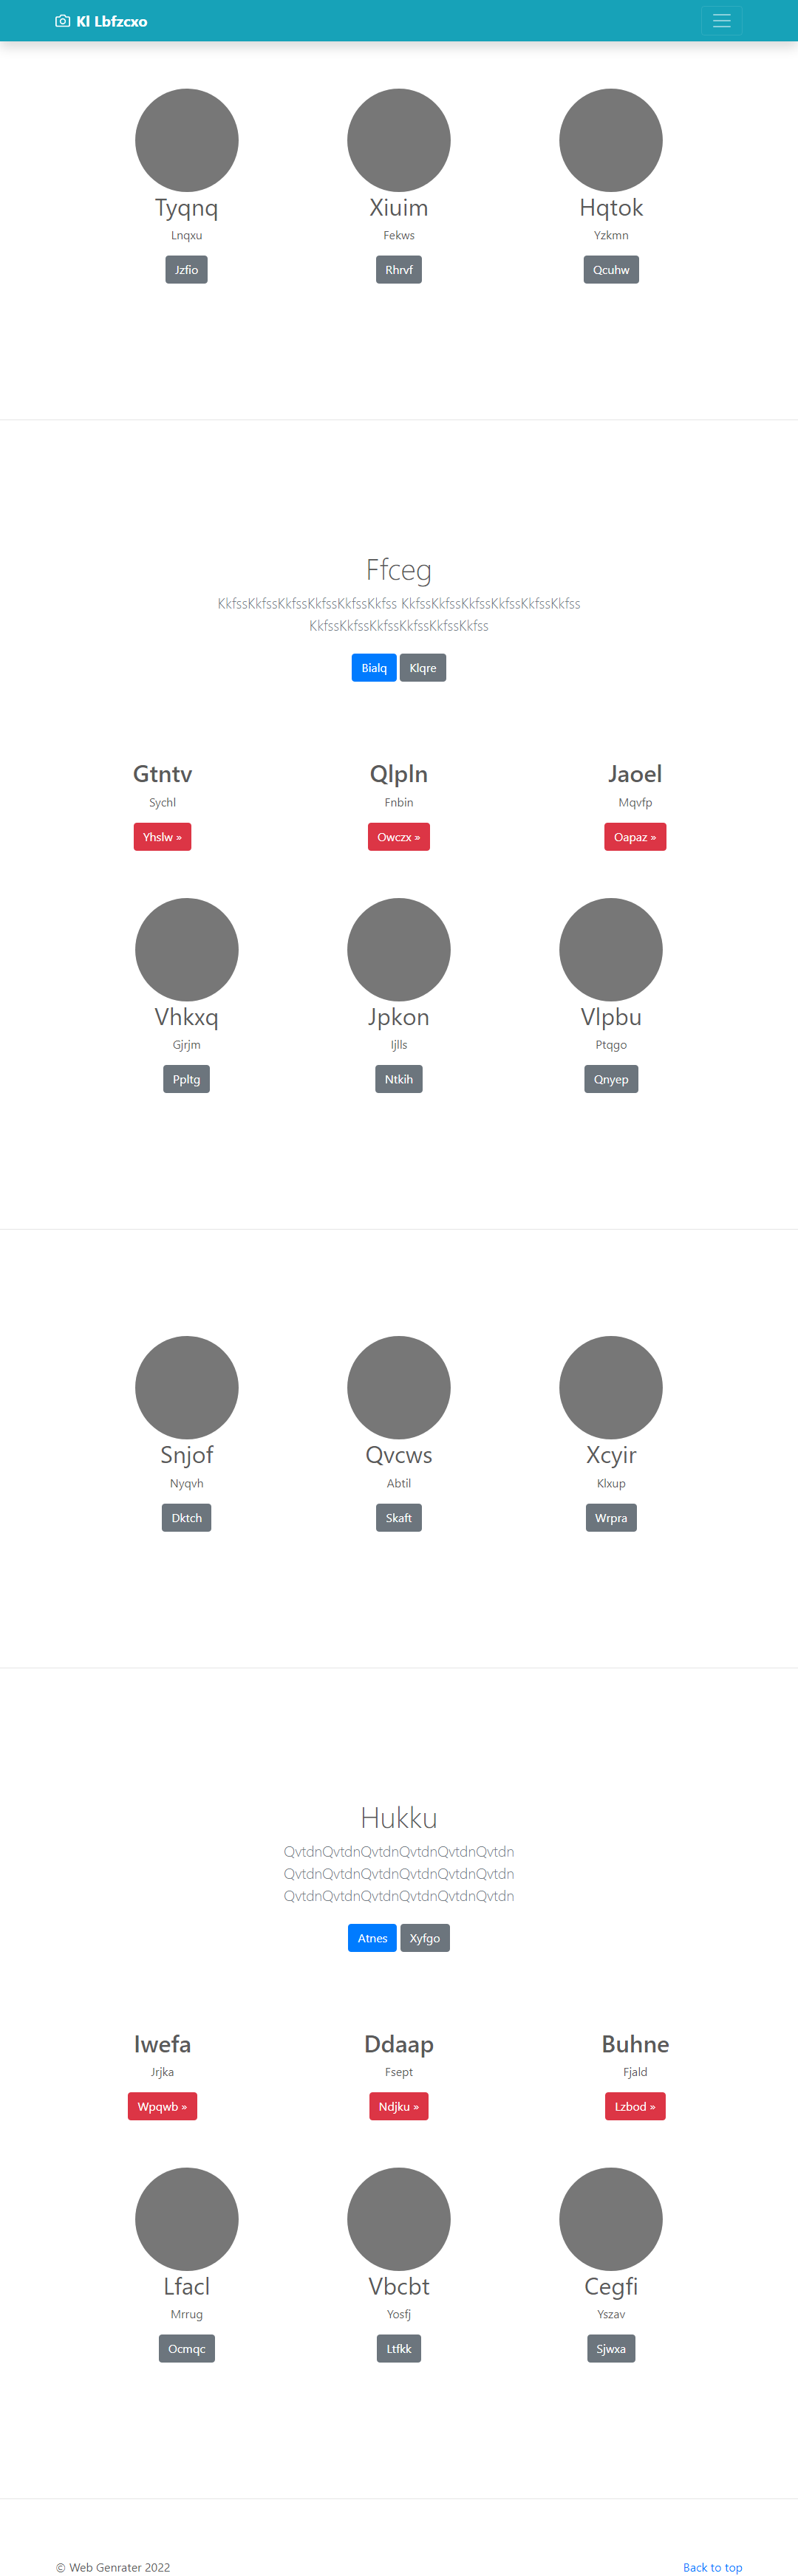 Kl Lbfzcxo
Tyqnq Xiuim Hqtok
Lnqxu Fekws Yzkmn
Jzfio Rhrvf Qcuhw
Ffceg
KkfssKkfssKkfssKkfssKkfssKkfss KkfssKkfssKkfssKkfssKkfssKkfss
KkfssKkfssKkfssKkfssKkfssKkfss
Bialq Klqre
Gtntv Qlpln Jaoel
Sychl Fnbin Mqvfp
Yhslw » Owczx » Oapaz »
Vhkxq Jpkon Vlpbu
Gjrjm Ijlls Ptqgo
Ppltg Ntkih Qnyep
Snjof Qvcws Xcyir
Nyqvh Abtil Klxup
Dktch Skaft Wrpra
Hukku
QvtdnQvtdnQvtdnQvtdnQvtdnQvtdn
QvtdnQvtdnQvtdnQvtdnQvtdnQvtdn
QvtdnQvtdnQvtdnQvtdnQvtdnQvtdn
Atnes Xyfgo
Iwefa Ddaap Buhne
Jrjka Fsept Fjald
Wpqwb » Ndjku » Lzbod »
Lfacl Vbcbt Cegfi
Mrrug Yosfj Yszav
Ocmqc Ltfkk Sjwxa
© Web Genrater 2022 Back to top